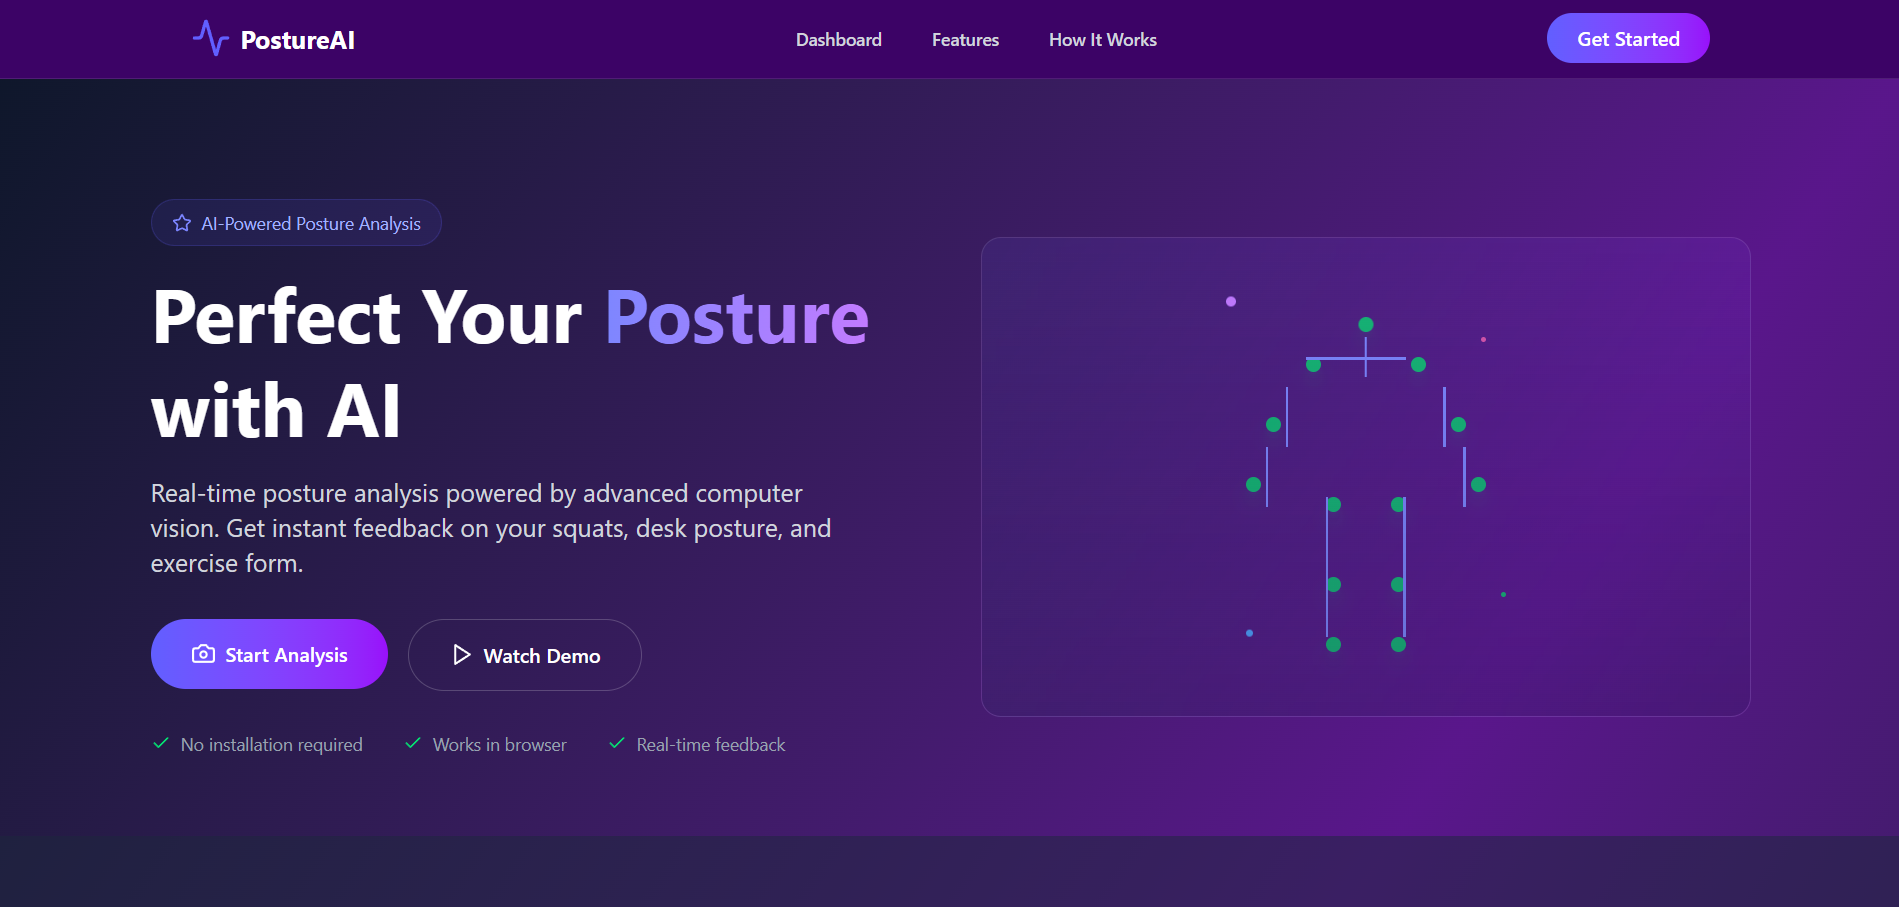 PostureAI
Dashboard
Features
How It Works
Get Started
AI-Powered Posture Analysis
Perfect Your Posture
with AI
Real-time posture analysis powered by advanced computer
vision. Get instant feedback on your squats, desk posture, and
exercise form.
Start Analysis
Watch Demo
No installation required
Works in browser
Real-time feedback